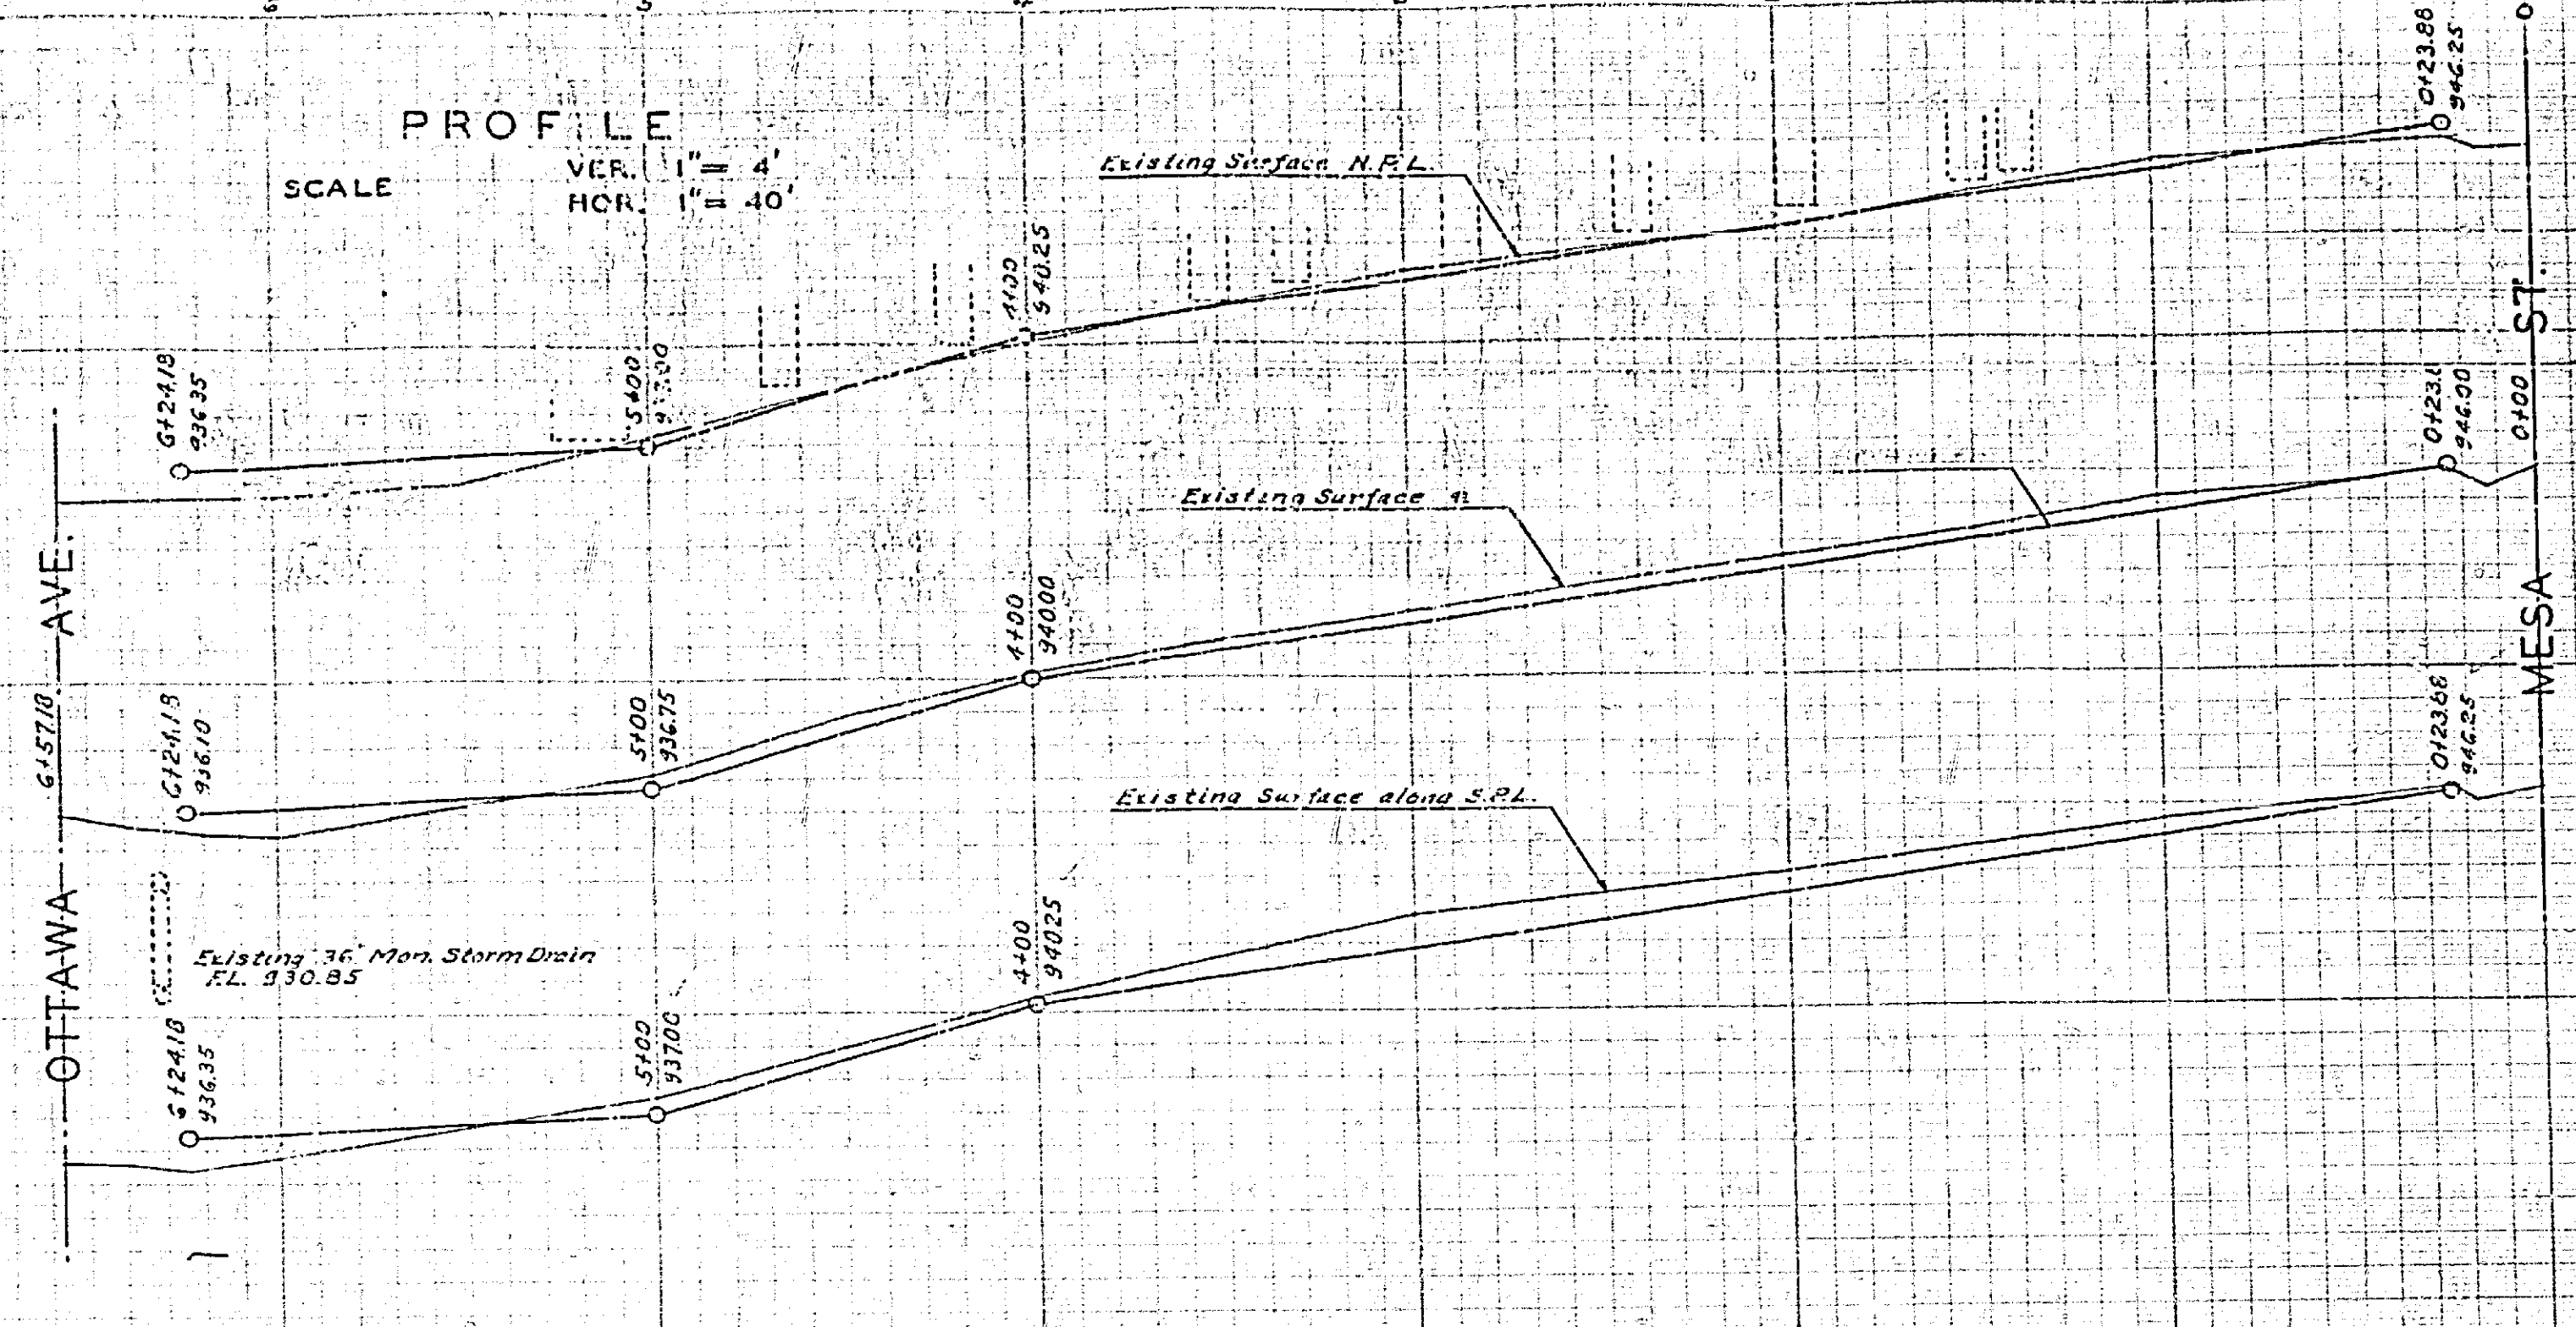 PROFILE
SCALE
VER. 1"= 4'
HOR. 1"= 40'
Existing Surface N.P.L.
0+23.88
946.25
4+00
940.25
5+00
6+24.18
936.35
0+00
946.00
Existing Surface
4+00
940.00
5+00
936.75
6+24.18
936.10
6+57.18
OTTAWA AVE.
MESA ST.
0+23.88
946.25
Existing Surface along S.P.L.
4+00
940.25
5+00
937.00
Existing 36" Mon. Storm Drain
F.L. 930.85
6+24.18
936.35